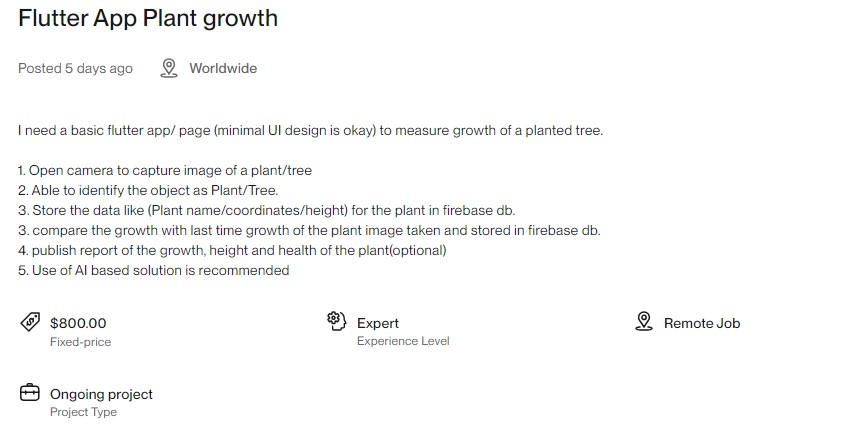 Flutter App Plant growth
Posted 5 days ago
Worldwide
I need a basic flutter app/ page (minimal UI design is okay) to measure growth of a planted tree.
1. Open camera to capture image of a plant/tree
2. Able to identify the object as Plant/Tree.
3. Store the data like (Plant name/coordinates/height) for the plant in firebase db.
3. compare the growth with last time growth of the plant image taken and stored in firebase db.
4. publish report of the growth, height and health of the plant(optional)
5. Use of AI based solution is recommended
$800.00
Fixed-price
Expert
Experience Level
Remote Job
Ongoing project
Project Type